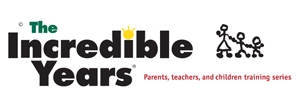 © The
Incredible
Years®
Parents, teachers, and children training series